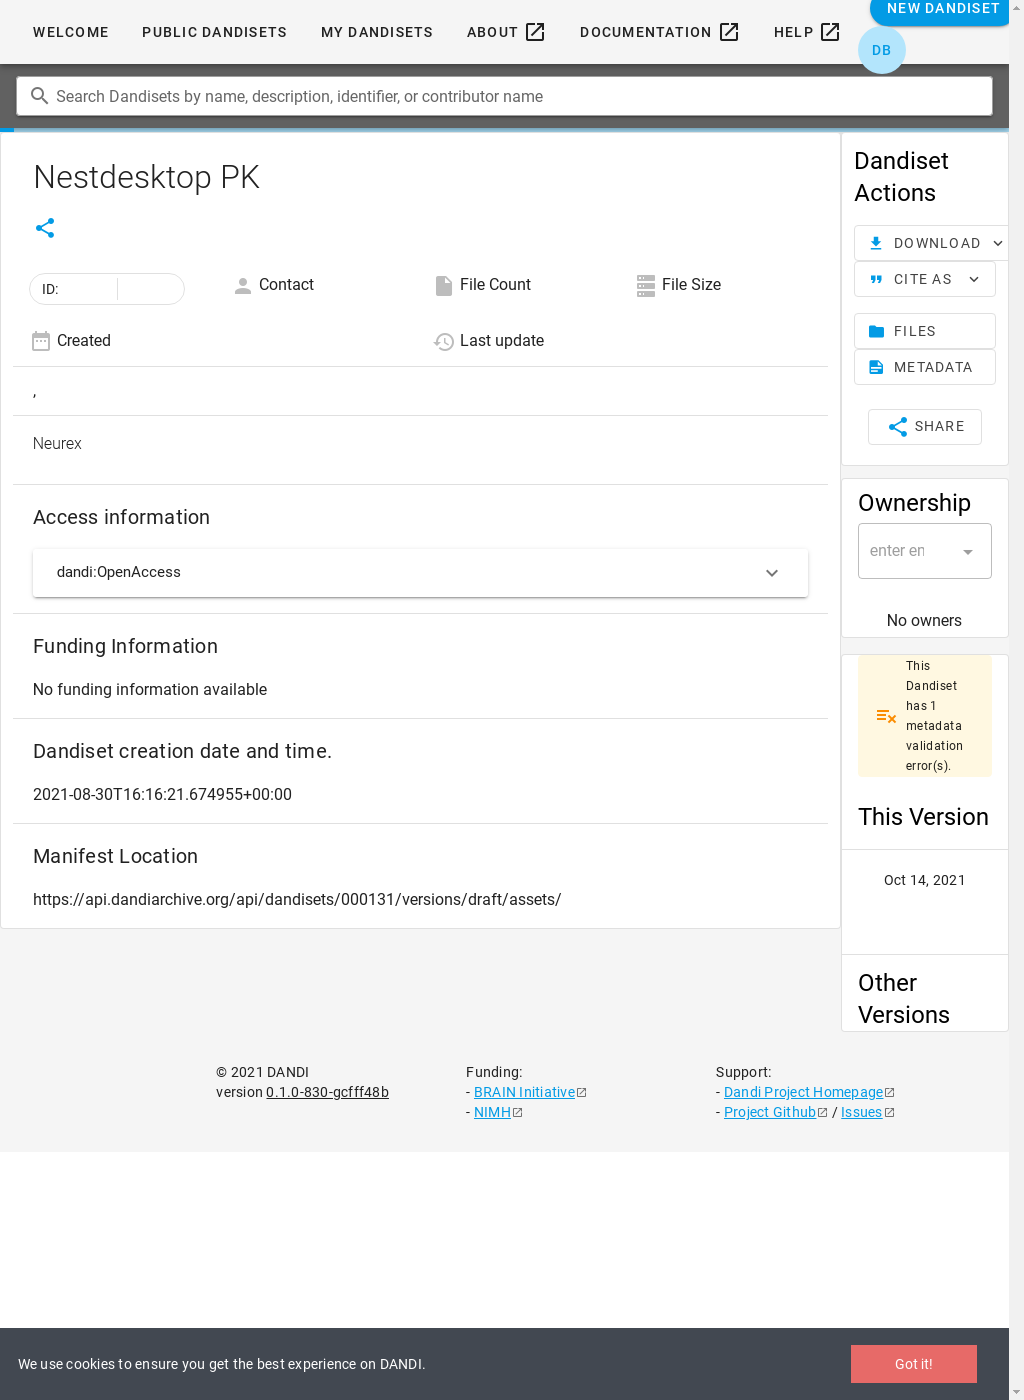 WELCOME PUBLIC DANDISETS MY DANDISETS ABOUT DOCUMENTATION HELP NEW DANDISET
DB
Search Dandisets by name, description, identifier, or contributor name
Nestdesktop PK
ID: Contact File Count File Size
Created Last update
,
Neurex
Access information
dandi:OpenAccess
Funding Information
No funding information available
Dandiset creation date and time.
2021-08-30T16:16:21.674955+00:00
Manifest Location
https://api.dandiarchive.org/api/dandisets/000131/versions/draft/assets/
Dandiset
Actions
DOWNLOAD
CITE AS
FILES
METADATA
SHARE
Ownership
enter en
No owners
This
Dandiset
has 1
metadata
validation
error(s).
This Version
Oct 14, 2021
Other
Versions
© 2021 DANDI
version 0.1.0-830-gcfff48b
Funding:
- BRAIN Initiative
- NIMH
Support:
- Dandi Project Homepage
- Project Github / Issues
We use cookies to ensure you get the best experience on DANDI.
Got it!